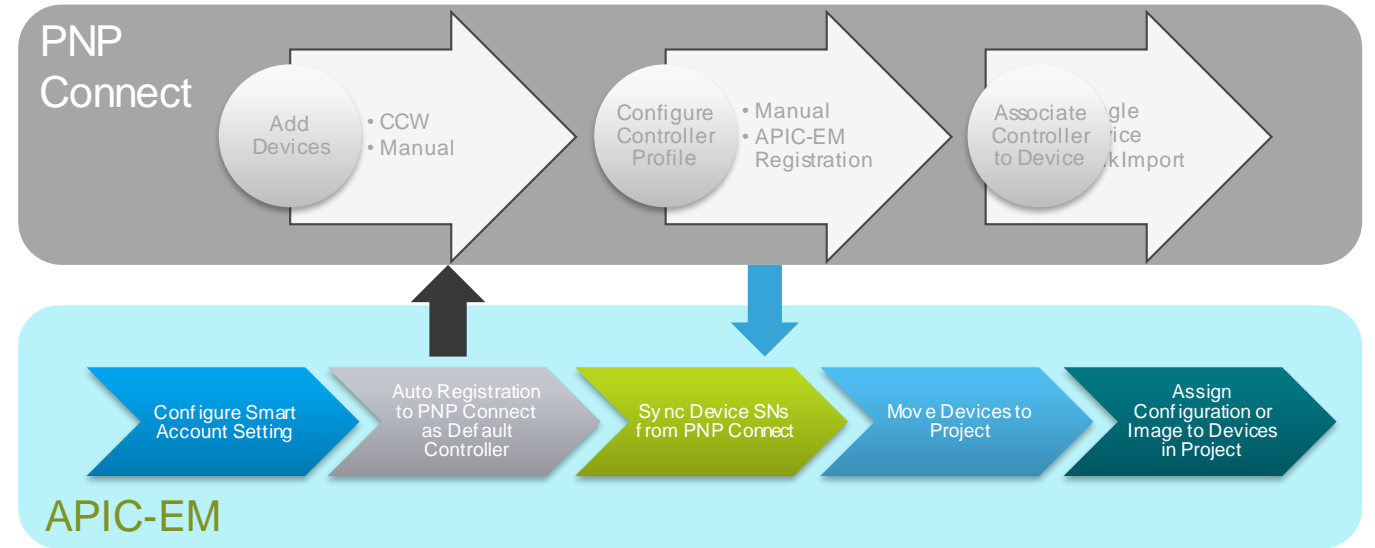 PNP
Connect
Add
Devices
• CCW
• Manual
Configure
Controller
Profile
• Manual
• APIC-EM
Registration
Associate
Controller
to Device
Import
Configure Smart
Account Setting
Auto Registration
to PNP Connect
as Default
Controller
Sync Device SNs
from PNP Connect
Move Devices to
Project
Assign
Configuration or
Image to Devices
in Project
APIC-EM